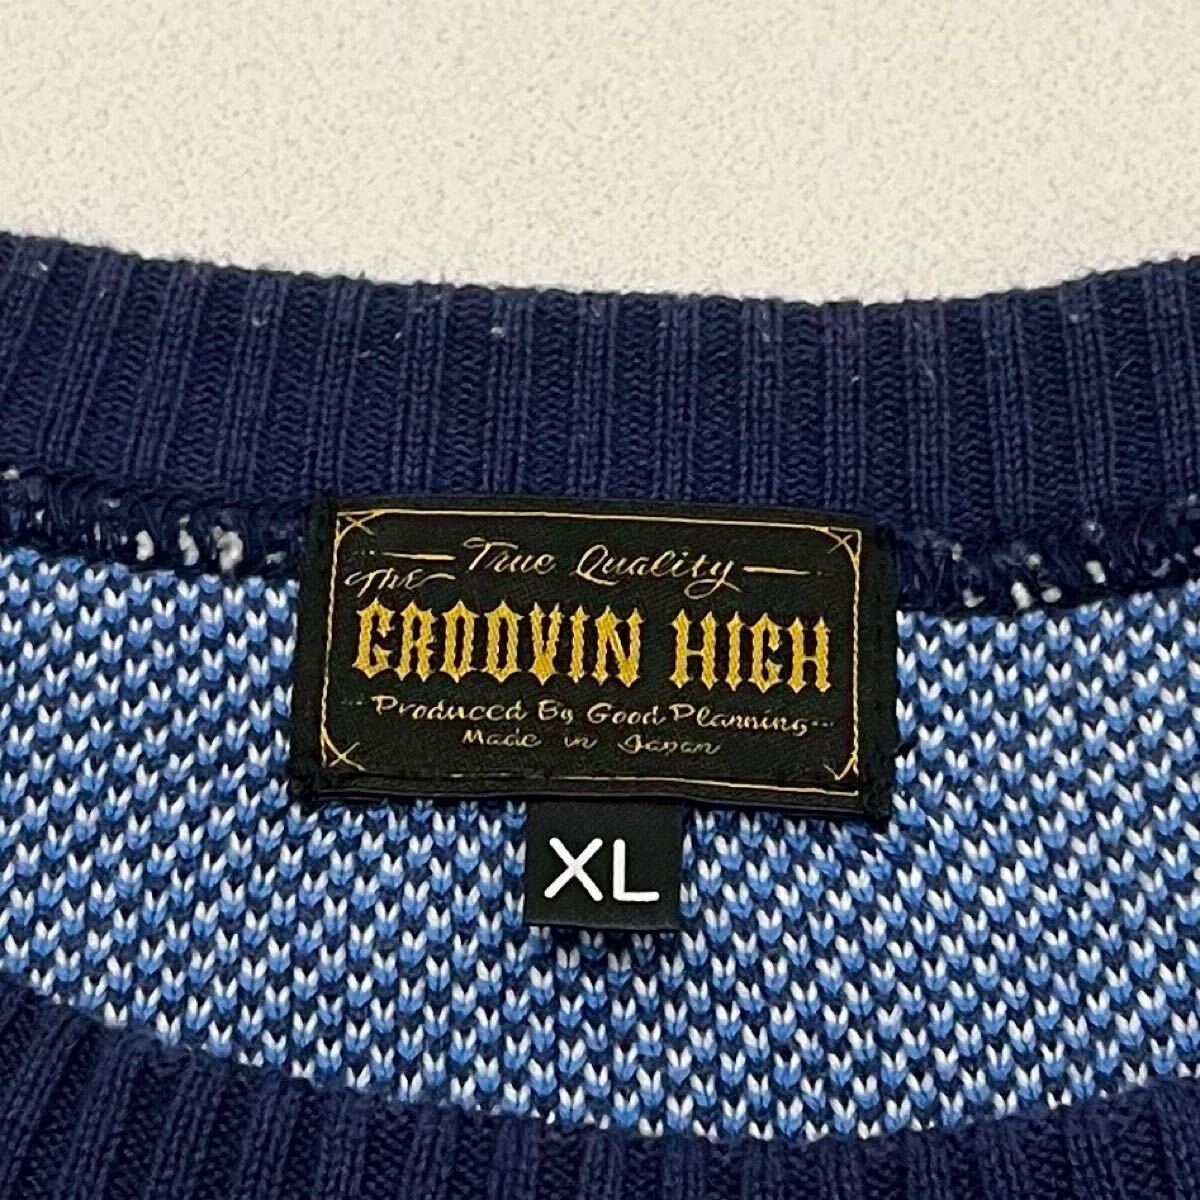 True Quality
The
GROOVIN HIGH
Produced By Good Planning
Made in Japan
XL